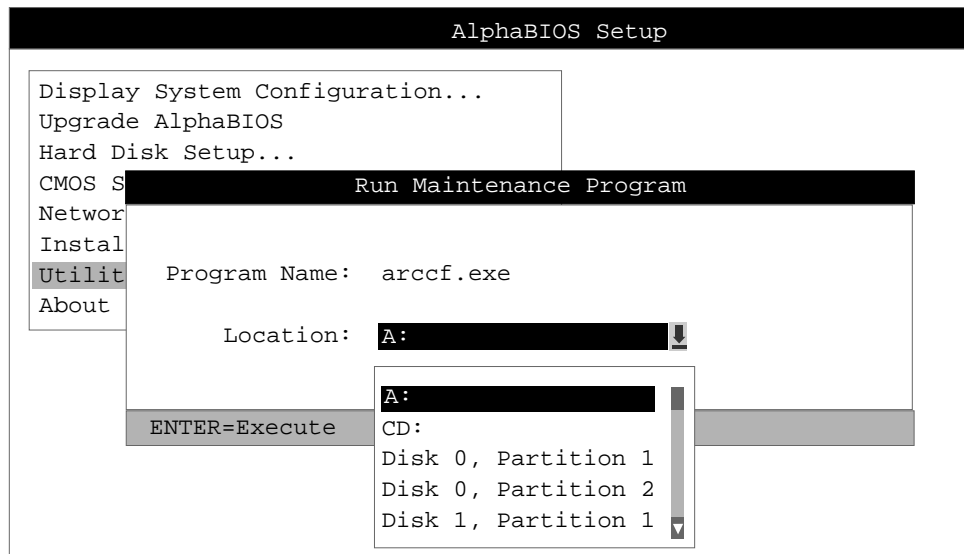 AlphaBIOS Setup
Display System Configuration...
Upgrade AlphaBIOS
Hard Disk Setup...
CMOS S
Run Maintenance Program
Networ
Instal
Utilit
Program Name: arccf.exe
About
Location: A:
A:
ENTER=Execute
CD:
Disk 0, Partition 1
Disk 0, Partition 2
Disk 1, Partition 1